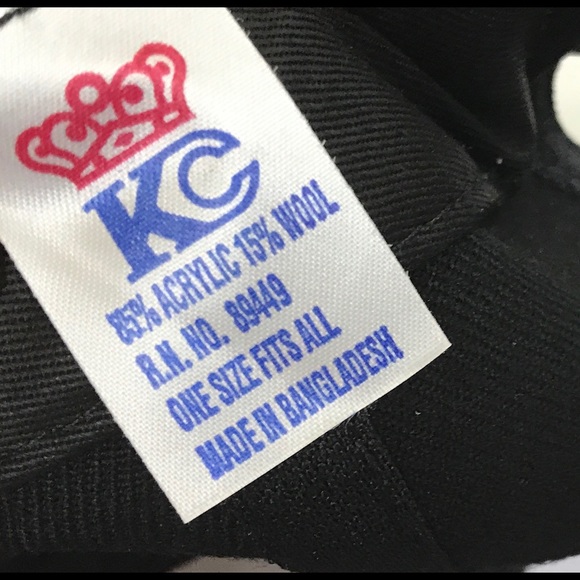 KC
85% ACRYLIC 15% WOOL
R.N. NO. 89449
ONE SIZE FITS ALL
MADE IN BANGLADESH